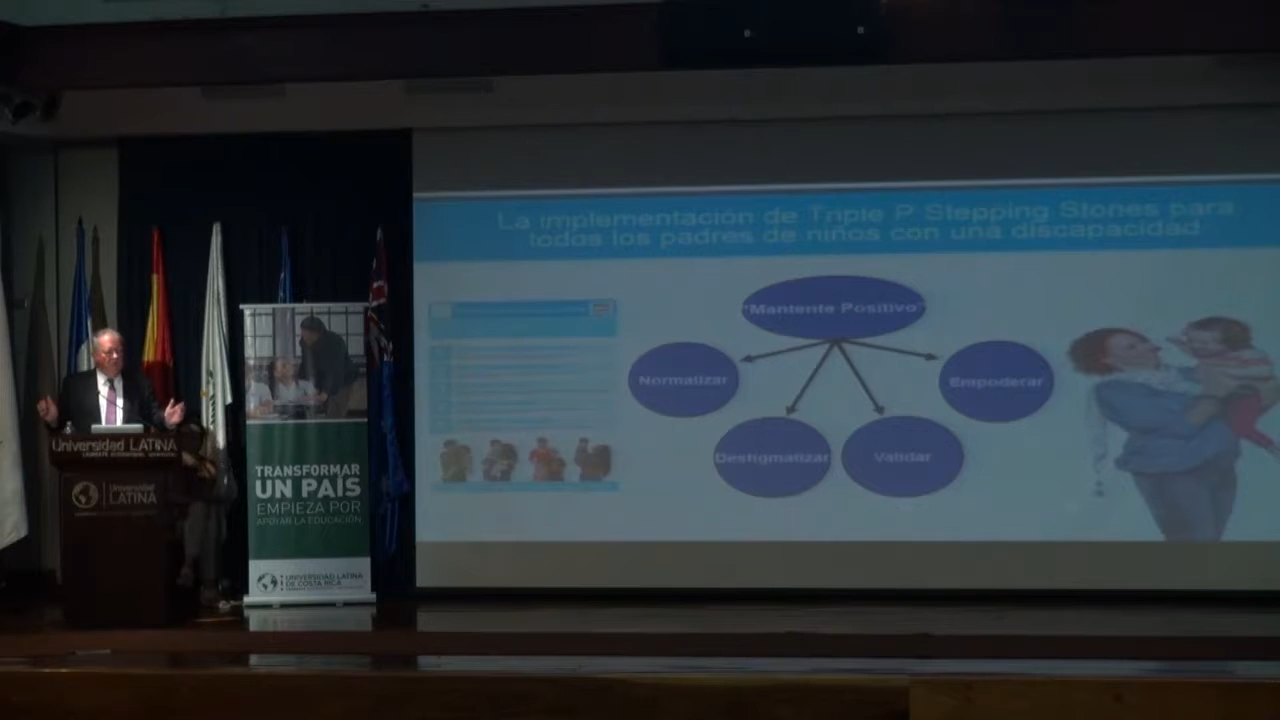 La implementación de Triple P Stepping Stones para
todos los padres de niños con una discapacidad
"Mantente Positivo"
Normalizar
Empoderar
Destigmatizar
Validar
Universidad LATINA
Universidad
LATINA
TRANSFORMAR
UN PAÍS
EMPIEZA POR
APOYAR LA EDUCACIÓN
UNIVERSIDAD LATINA
DE COSTA RICA